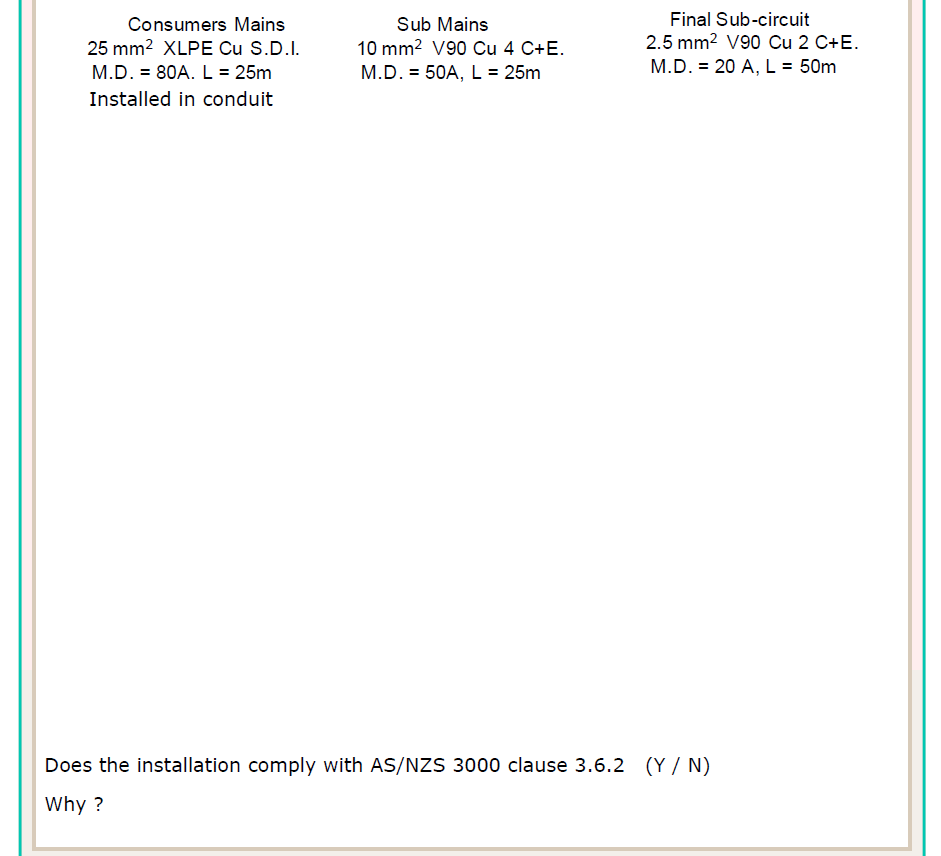 Consumers Mains
25 mm² XLPE Cu S.D.I.
M.D. = 80A. L = 25m
Installed in conduit
Sub Mains
10 mm² V90 Cu 4 C+E.
M.D. = 50A, L = 25m
Final Sub-circuit
2.5 mm² V90 Cu 2 C+E.
M.D. = 20 A, L = 50m
Does the installation comply with AS/NZS 3000 clause 3.6.2 (Y / N)
Why ?